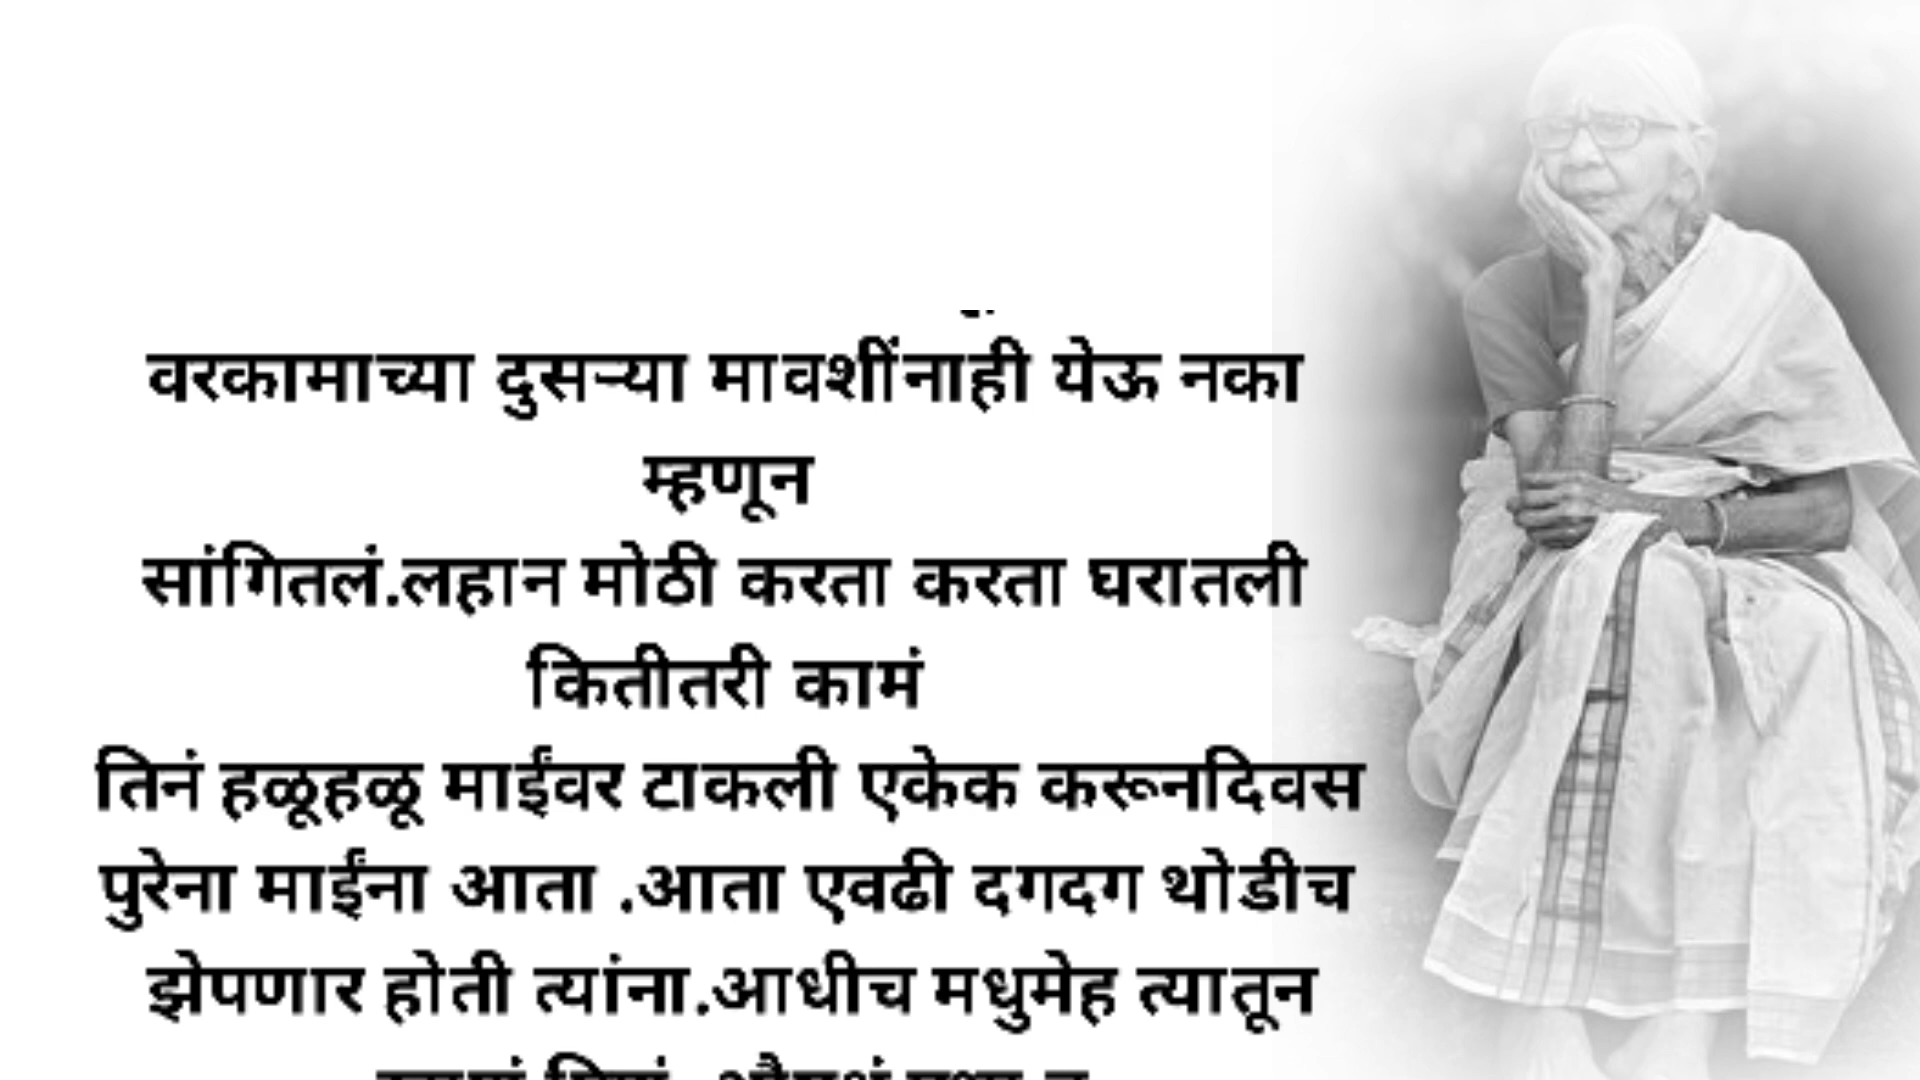 वरकामाच्या दुसऱ्या मावशींनाही येऊ नका
म्हणून
सांगितलं.लहान मोठी करता करता घरातली
कितीतरी कामं
तिनं हळूहळू माईंवर टाकली एकेक करूनदिवस
पुरेना माईंना आता .आता एवढी दगदग थोडीच
झेपणार होती त्यांना.आधीच मधुमेह त्यातून